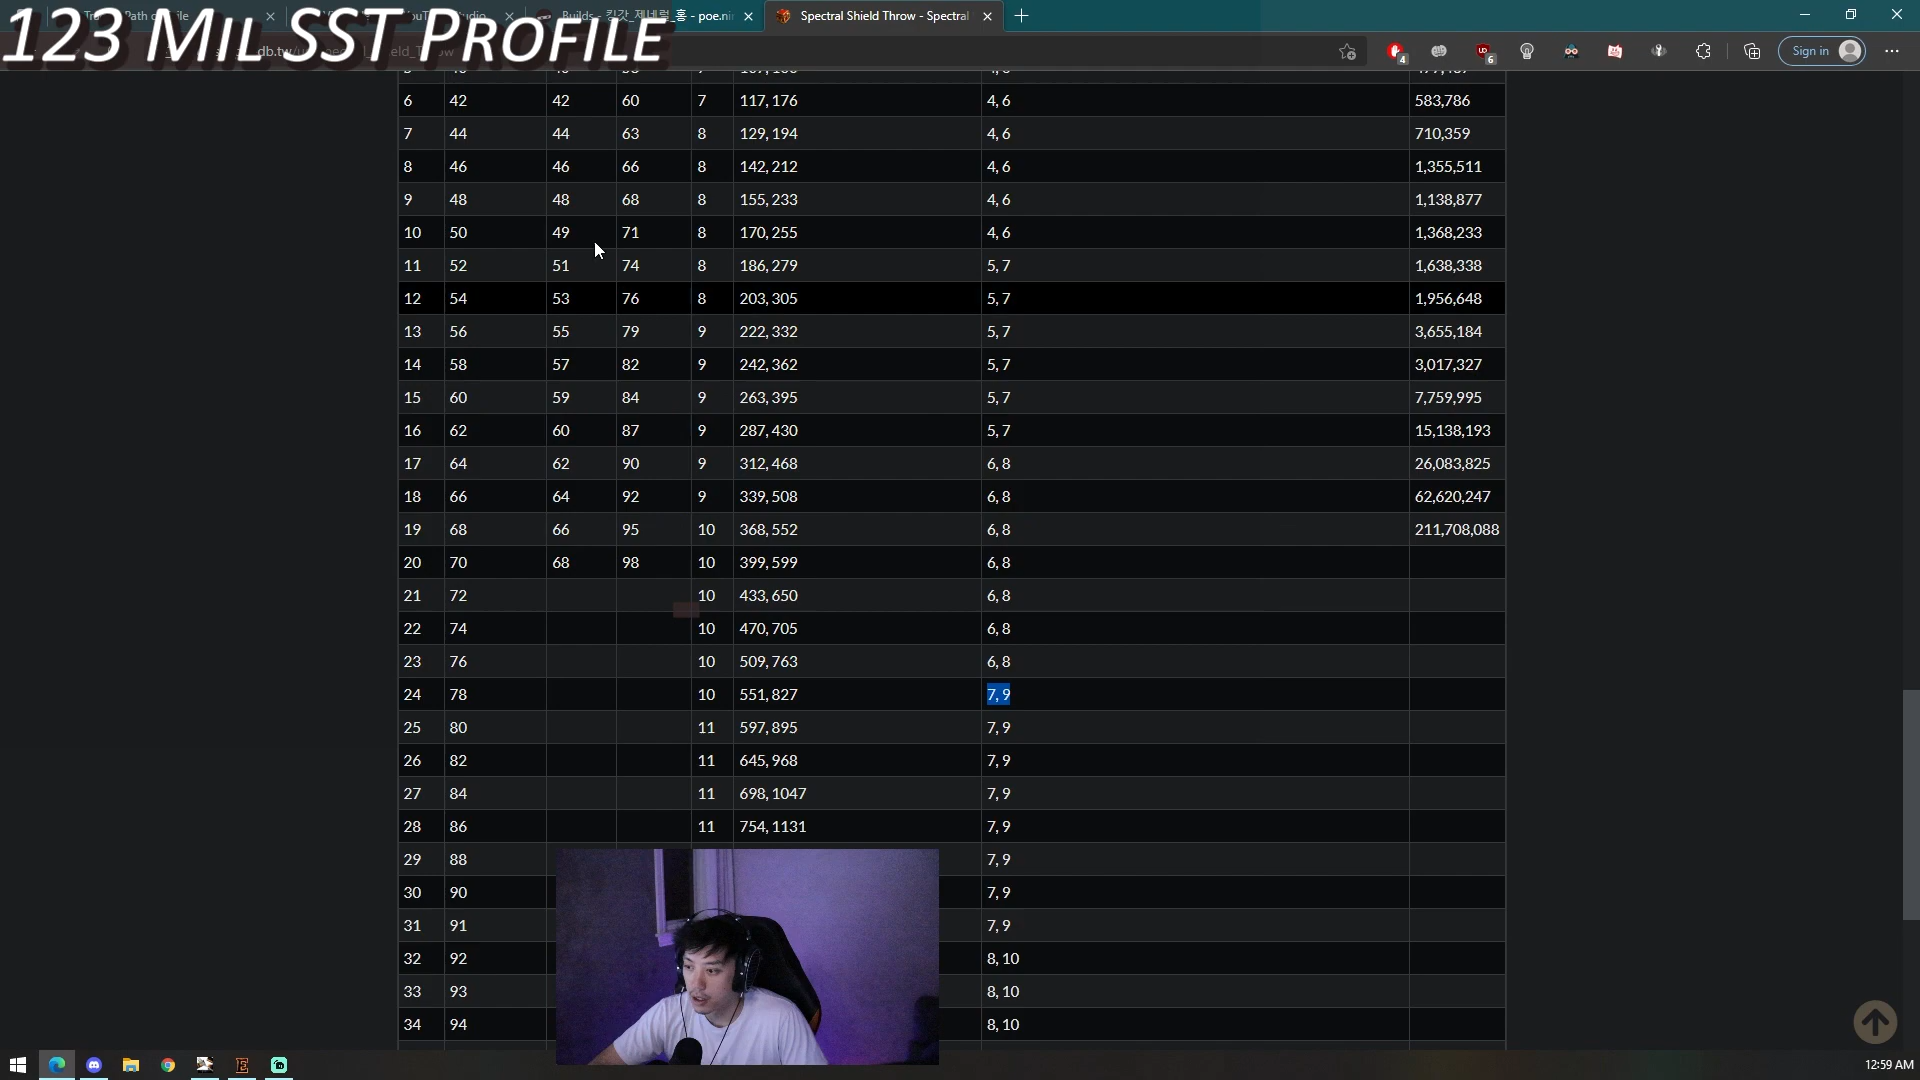 123 Mil SST Profile
Builds - 킹갓_제네럴_홍 - poe.nin
Spectral Shield Throw - Spectral
4
6
Sign in
6 42 42 60 7 117, 176 4, 6 583,786
7 44 44 63 8 129, 194 4, 6 710,359
8 46 46 66 8 142, 212 4, 6 1,355,511
9 48 48 68 8 155, 233 4, 6 1,138,877
10 50 49 71 8 170, 255 4, 6 1,368,233
11 52 51 74 8 186, 279 5, 7 1,638,338
12 54 53 76 8 203, 305 5, 7 1,956,648
13 56 55 79 9 222, 332 5, 7 3,655,184
14 58 57 82 9 242, 362 5, 7 3,017,327
15 60 59 84 9 263, 395 5, 7 7,759,995
16 62 60 87 9 287, 430 5, 7 15,138,193
17 64 62 90 9 312, 468 6, 8 26,083,825
18 66 64 92 9 339, 508 6, 8 62,620,247
19 68 66 95 10 368, 552 6, 8 211,708,088
20 70 68 98 10 399, 599 6, 8
21 72 10 433, 650 6, 8
22 74 10 470, 705 6, 8
23 76 10 509, 763 6, 8
24 78 10 551, 827 7, 9
25 80 11 597, 895 7, 9
26 82 11 645, 968 7, 9
27 84 11 698, 1047 7, 9
28 86 11 754, 1131 7, 9
29 88 7, 9
30 90 7, 9
31 91 7, 9
32 92 8, 10
33 93 8, 10
34 94 8, 10
12:59 AM